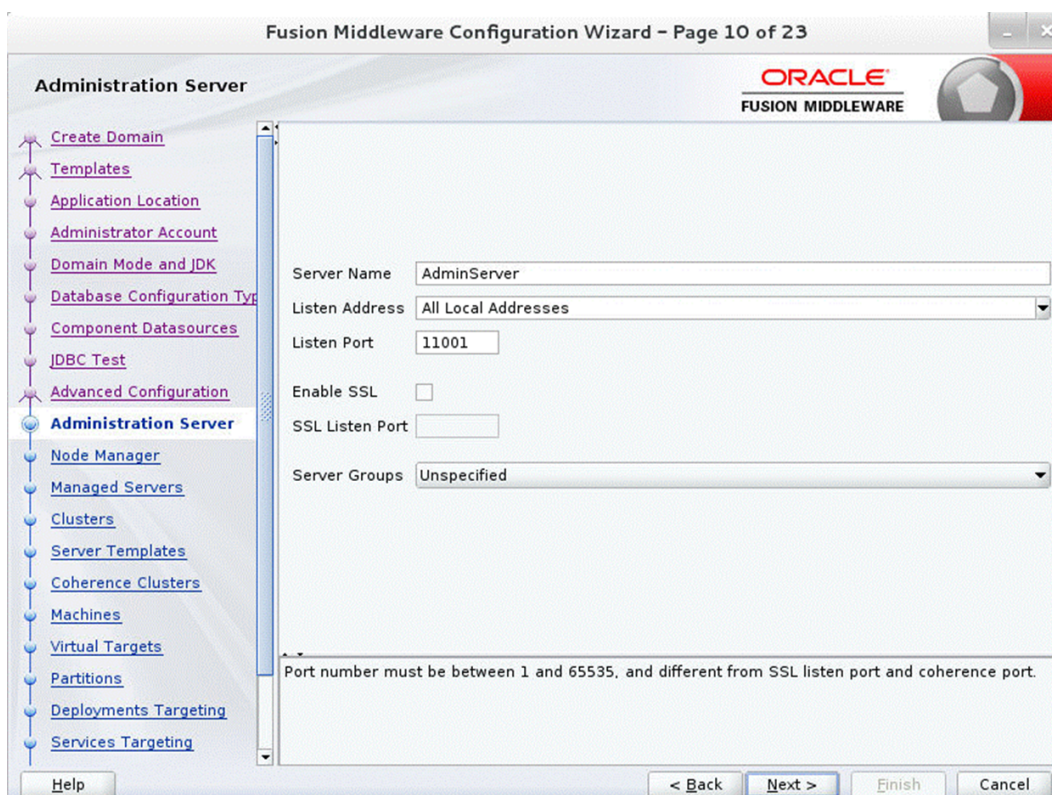 Fusion Middleware Configuration Wizard - Page 10 of 23
Administration Server
ORACLE
FUSION MIDDLEWARE
Create Domain
Templates
Application Location
Administrator Account
Domain Mode and JDK
Database Configuration Typ
Component Datasources
JDBC Test
Advanced Configuration
Administration Server
Node Manager
Managed Servers
Clusters
Server Templates
Coherence Clusters
Machines
Virtual Targets
Partitions
Deployments Targeting
Services Targeting
Server Name AdminServer
Listen Address All Local Addresses
Listen Port 11001
Enable SSL
SSL Listen Port
Server Groups Unspecified
Port number must be between 1 and 65535, and different from SSL listen port and coherence port.
Help < Back Next > Finish Cancel